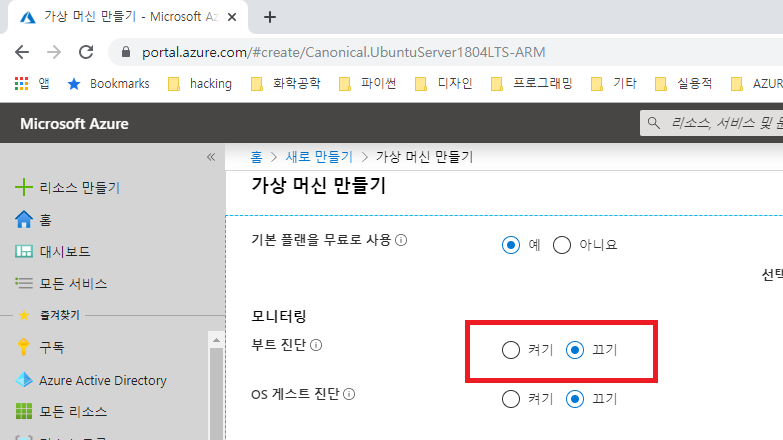 가상 머신 만들기 - Microsoft Az
portal.azure.com/#create/Canonical.UbuntuServer1804LTS-ARM
앱 Bookmarks hacking 화학공학 파이썬 디자인 프로그래밍 기타 실용적 AZUR
Microsoft Azure
리소스, 서비스 및 문
홈 > 새로 만들기 > 가상 머신 만들기
가상 머신 만들기
리소스 만들기
홈
대시보드
모든 서비스
즐겨찾기
구독
Azure Active Directory
모든 리소스
기본 플랜을 무료로 사용 예 아니요
선택
모니터링
부트 진단 켜기 끄기
OS 게스트 진단 켜기 끄기